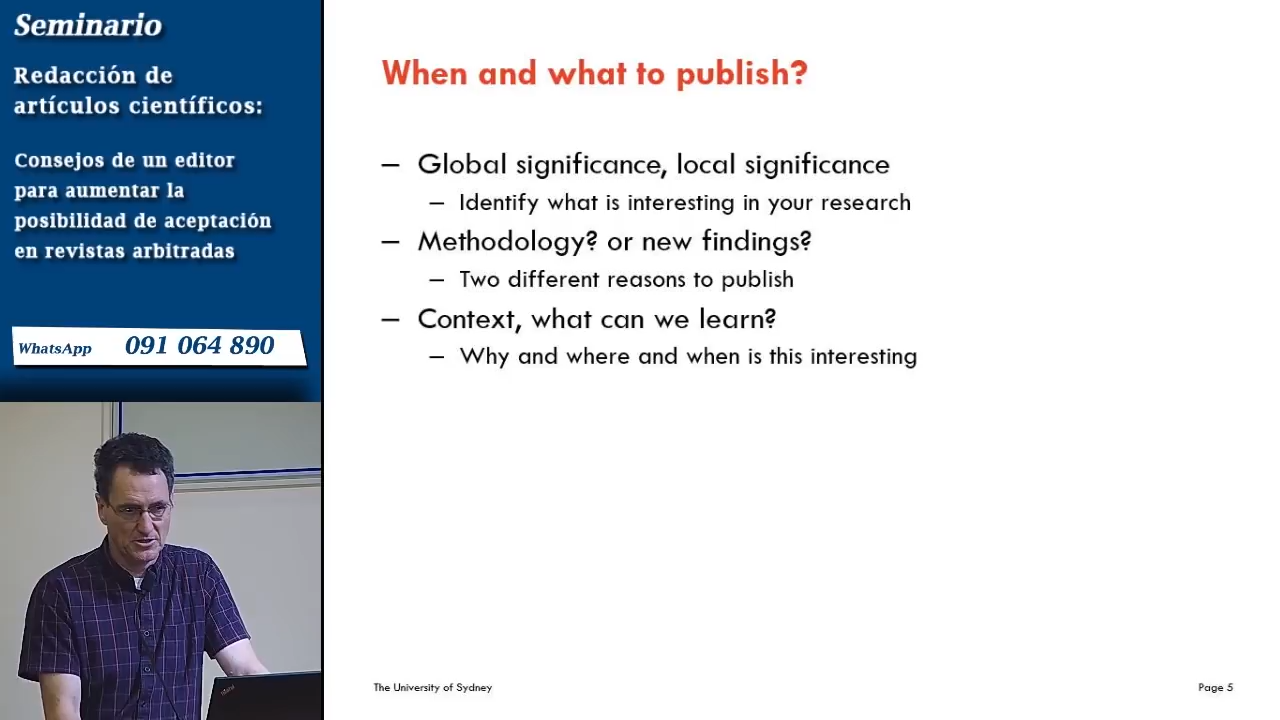 Seminario
Redacción de
artículos científicos:
Consejos de un editor
para aumentar la
posibilidad de aceptación
en revistas arbitradas
WhatsApp 091 064 890
When and what to publish?
– Global significance, local significance
– Identify what is interesting in your research
– Methodology? or new findings?
– Two different reasons to publish
– Context, what can we learn?
– Why and where and when is this interesting
The University of Sydney
Page 5